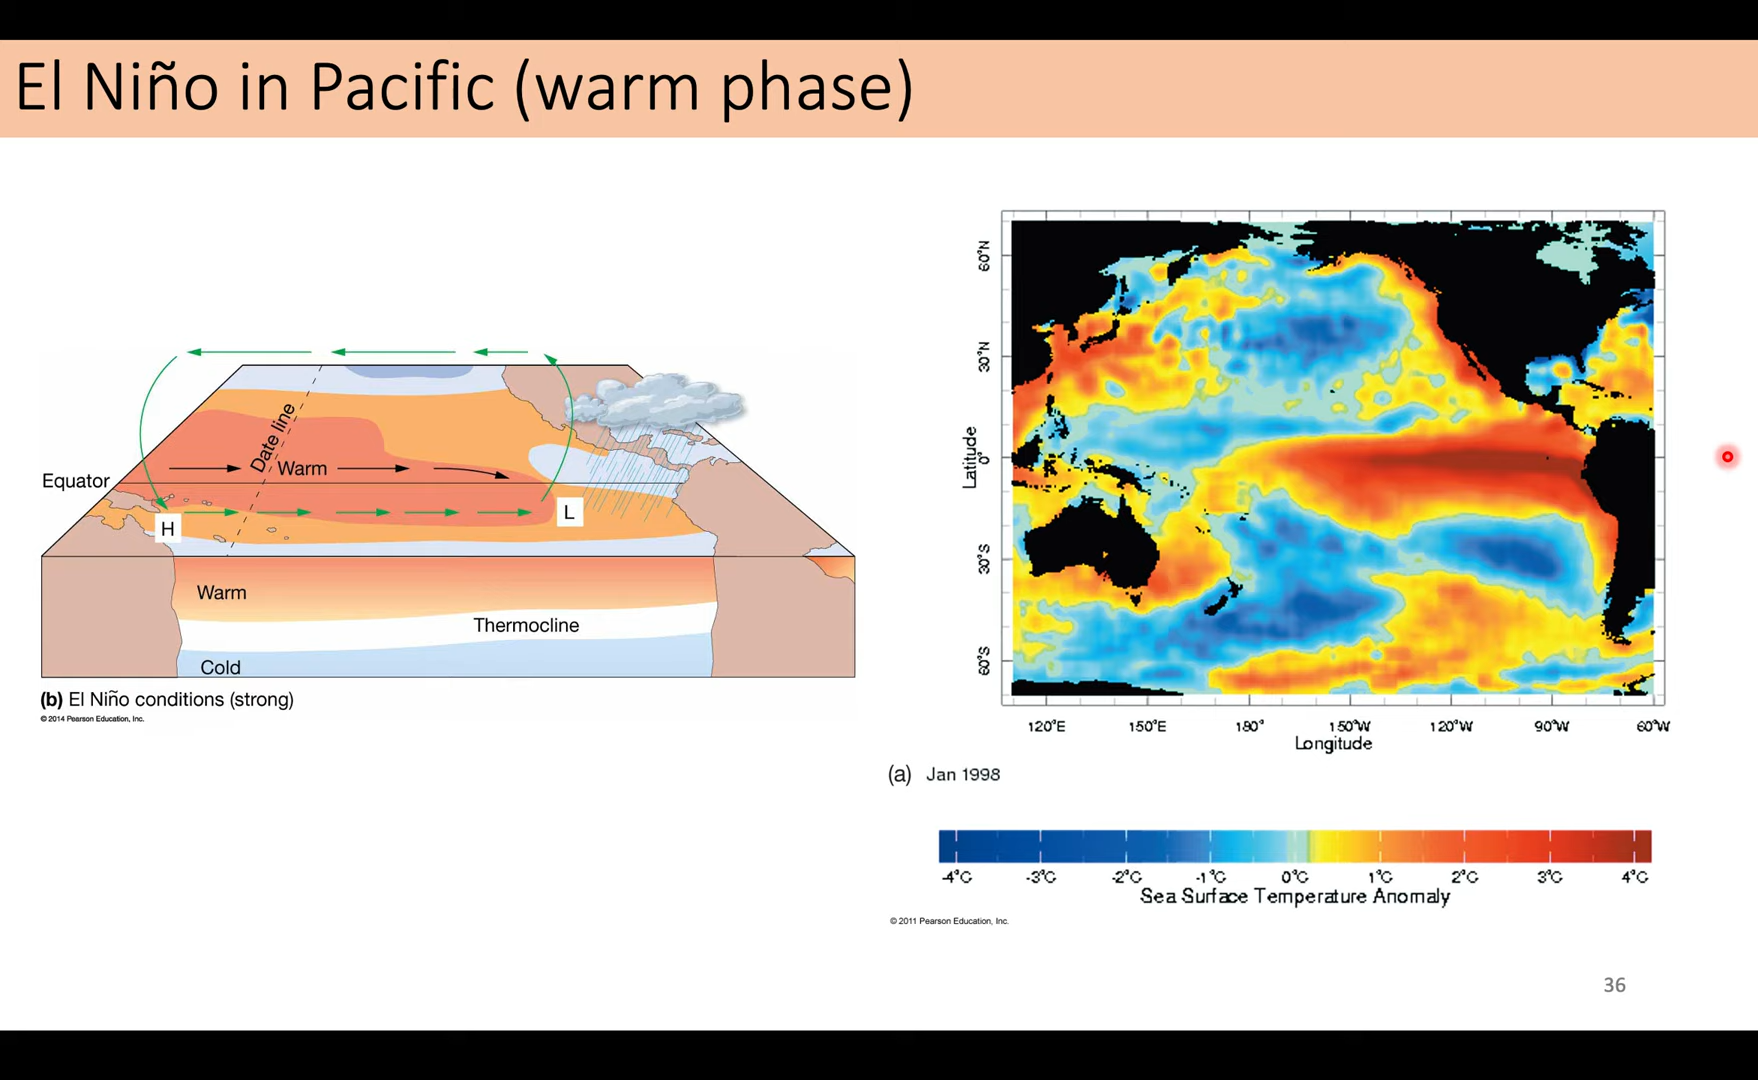 El Niño in Pacific (warm phase)
Date line
Warm
Equator
H
L
Warm
Thermocline
Cold
(b) El Niño conditions (strong)
© 2014 Pearson Education, Inc.
Latitude
60°N
30°N
0°
30°S
60°S
120°E 150°E 180° 150°W 120°W 90°W 60°W
Longitude
(a) Jan 1998
-4°C -3°C -2°C -1°C 0°C 1°C 2°C 3°C 4°C
Sea Surface Temperature Anomaly
© 2011 Pearson Education, Inc.
36